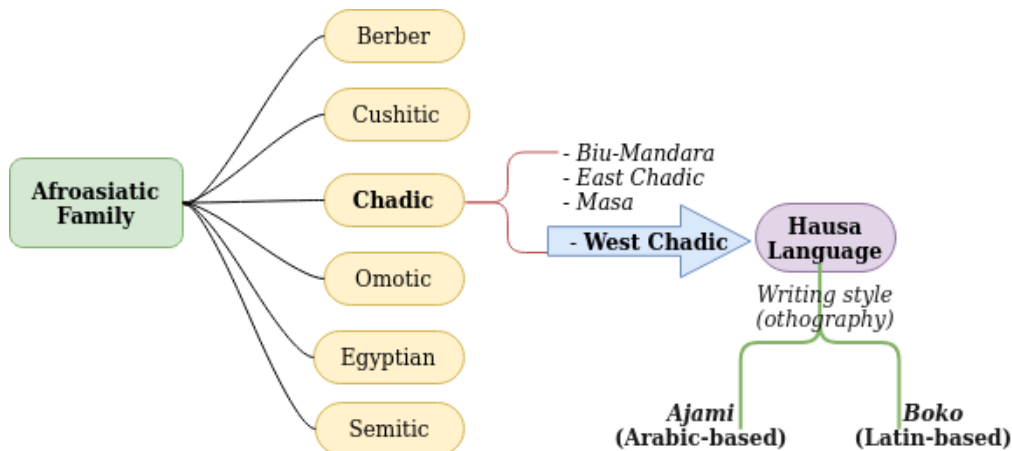 Afroasiatic
Family
Berber
Cushitic
Chadic
Omotic
Egyptian
Semitic
- Biu-Mandara
- East Chadic
- Masa
- West Chadic
Hausa
Language
Writing style
(othography)
Ajami
(Arabic-based)
Boko
(Latin-based)